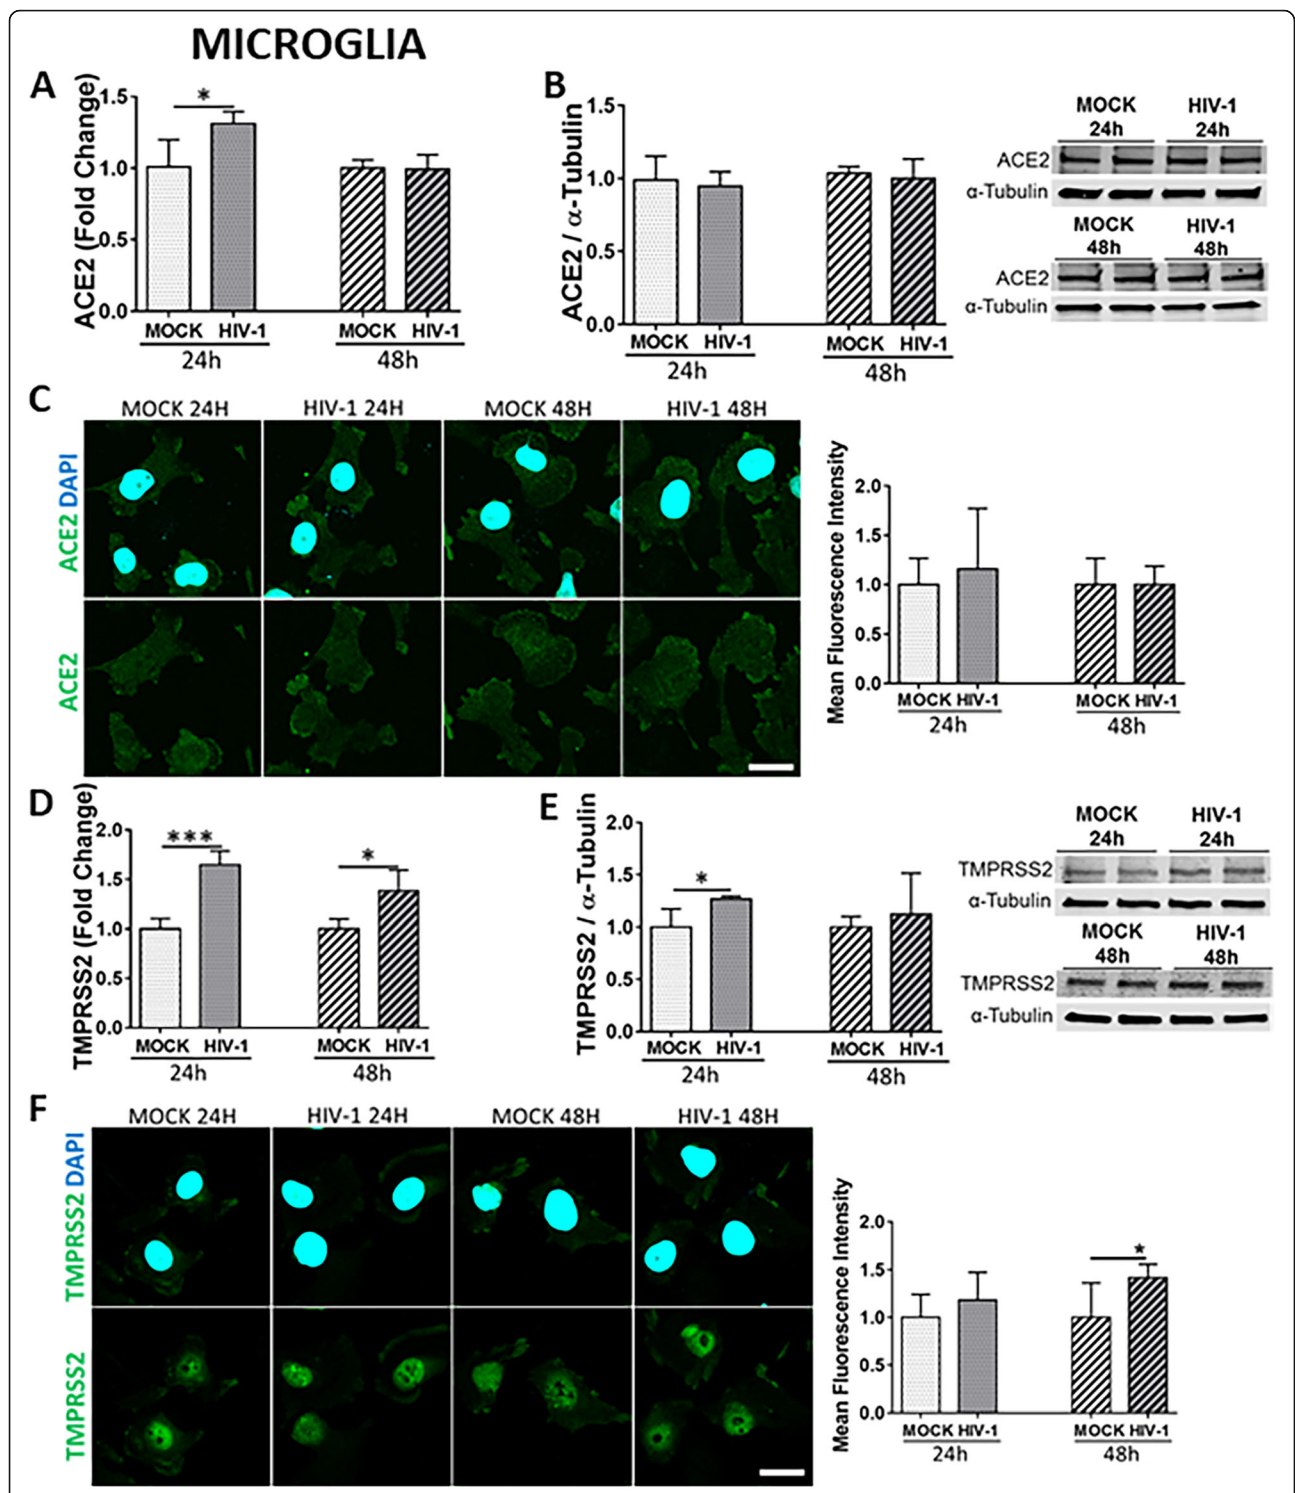 MICROGLIA
A
ACE2 (Fold Change)
1.5
1.0
0.5
0.0
*
MOCK HIV-1 MOCK HIV-1
24h 48h
B
ACE2 / α-Tubulin
1.5
1.0
0.5
0.0
MOCK HIV-1 MOCK HIV-1
24h 48h
MOCK HIV-1
24h 24h
ACE2
α-Tubulin
MOCK HIV-1
48h 48h
ACE2
α-Tubulin
C
MOCK 24H HIV-1 24H MOCK 48H HIV-1 48H
ACE2 DAPI
ACE2
Mean Fluorescence Intensity
2.0
1.5
1.0
0.5
0.0
MOCK HIV-1 MOCK HIV-1
24h 48h
D
TMPRSS2 (Fold Change)
2.0
1.5
1.0
0.5
0.0
*** *
MOCK HIV-1 MOCK HIV-1
24h 48h
E
TMPRSS2 / α-Tubulin
2.0
1.5
1.0
0.5
0.0
*
MOCK HIV-1 MOCK HIV-1
24h 48h
MOCK HIV-1
24h 24h
TMPRSS2
α-Tubulin
MOCK HIV-1
48h 48h
TMPRSS2
α-Tubulin
F
MOCK 24H HIV-1 24H MOCK 48H HIV-1 48H
TMPRSS2 DAPI
TMPRSS2
Mean Fluorescence Intensity
2.0
1.5
1.0
0.5
0.0
*
MOCK HIV-1 MOCK HIV-1
24h 48h